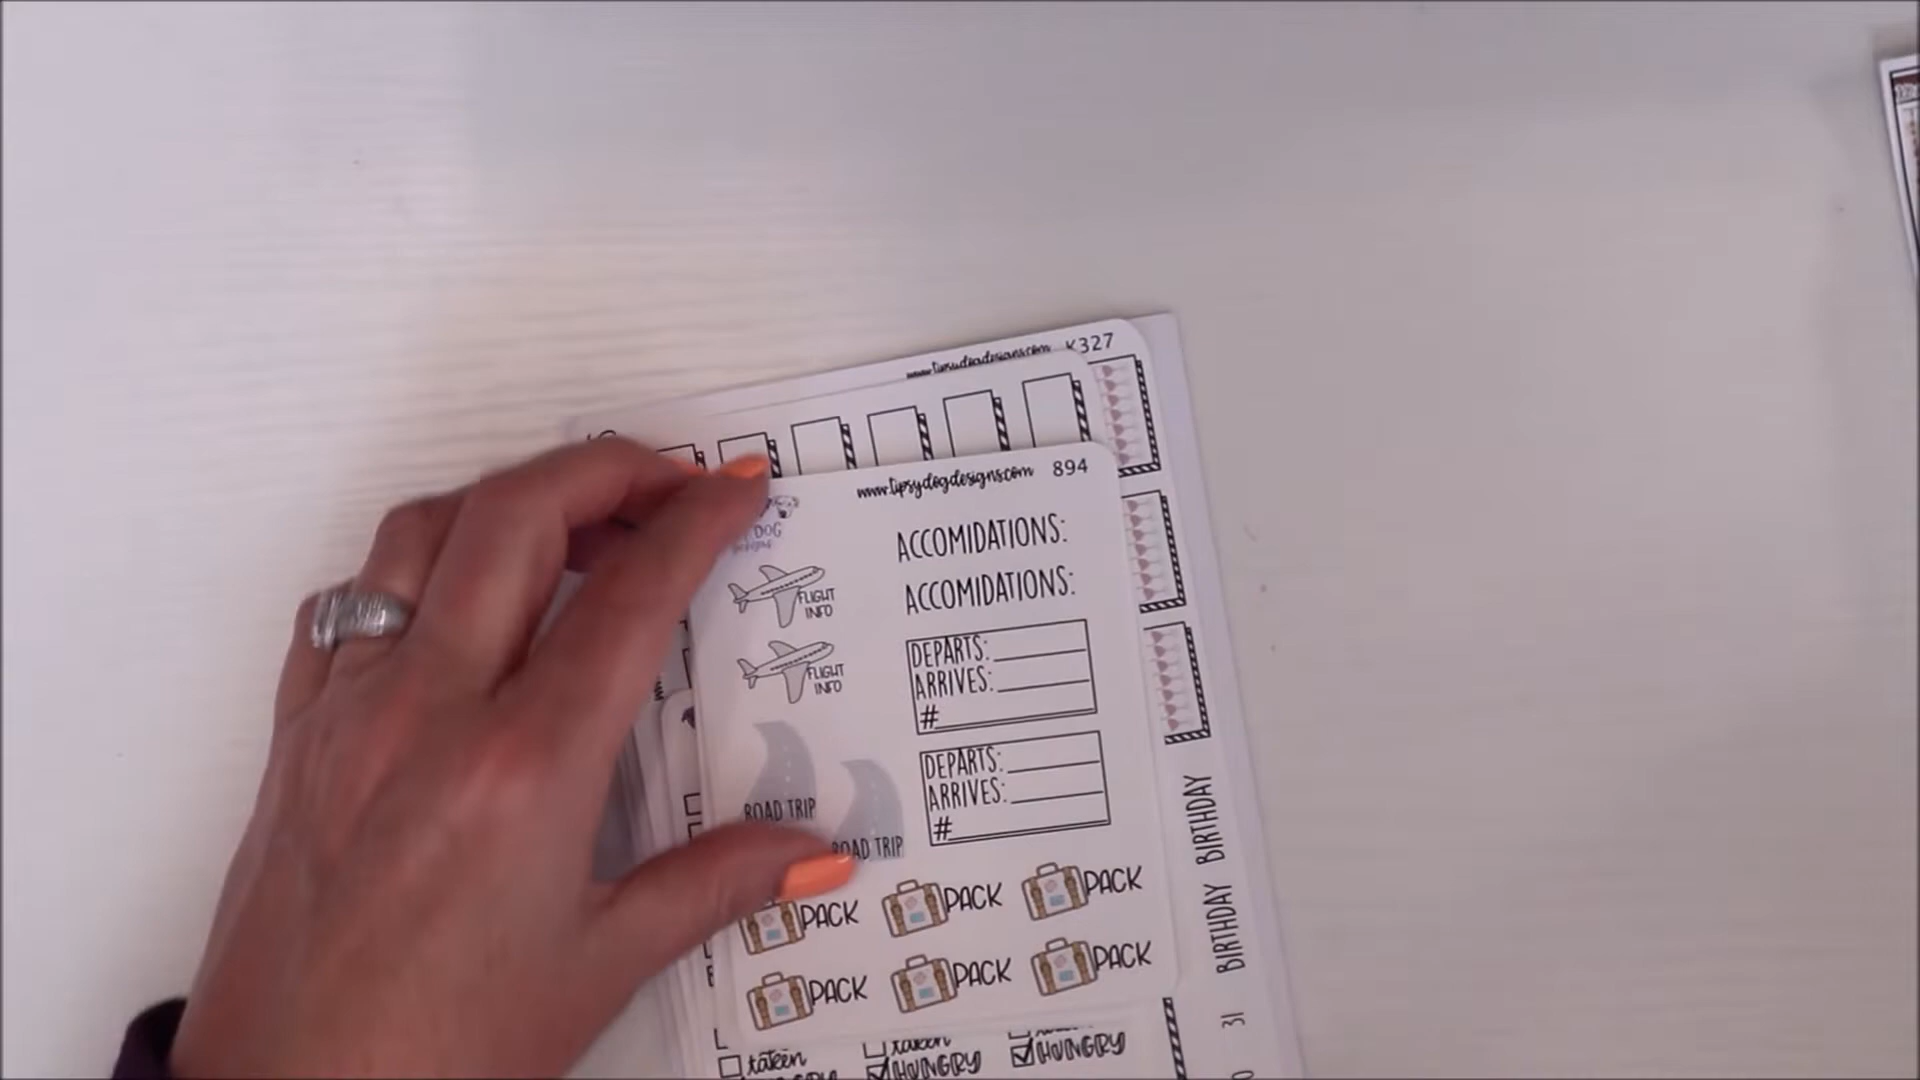 www.tipsydogdesigns.com K327
www.tipsydogdesigns.com 894
DOG
ACCOMIDATIONS:
ACCOMIDATIONS:
FLIGHT
INFO
FLIGHT
INFO
DEPARTS:
ARRIVES:
#
DEPARTS:
ARRIVES:
#
ROAD TRIP
ROAD TRIP
PACK PACK PACK
PACK PACK PACK
HUNGRY HUNGRY
BIRTHDAY
BIRTHDAY
31